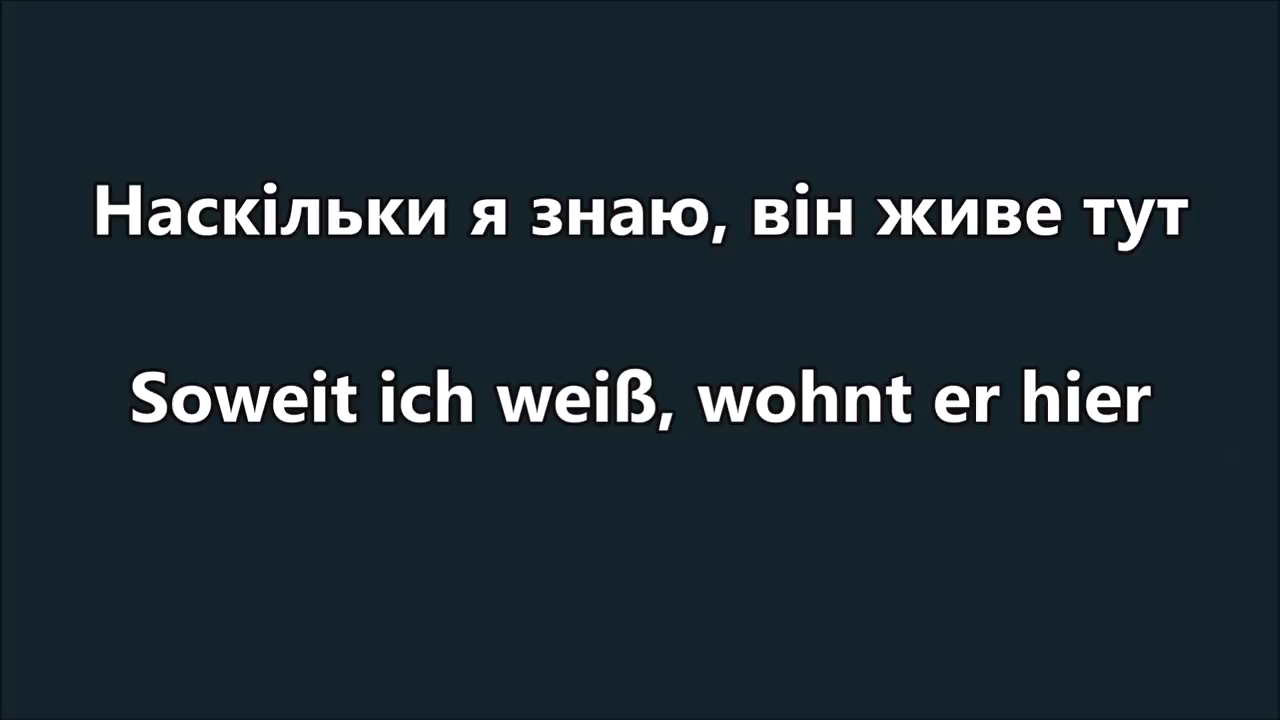 Наскільки я знаю, він живе тут
Soweit ich weiß, wohnt er hier